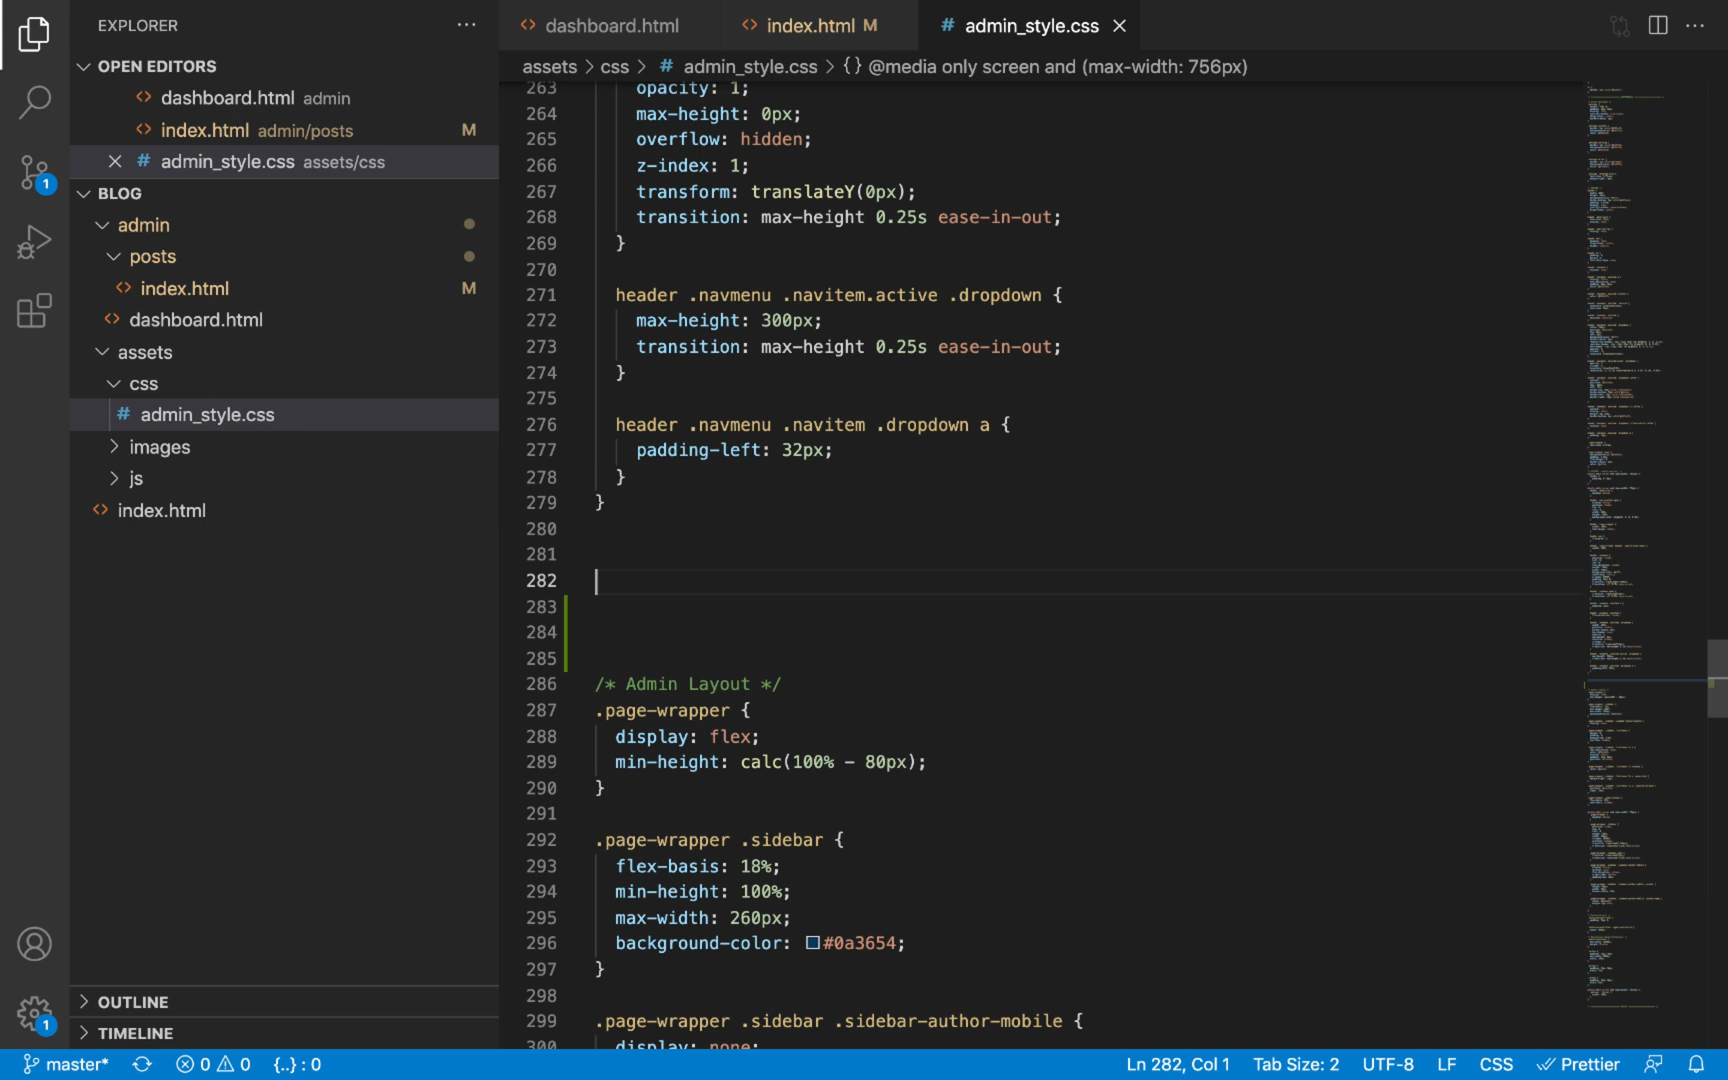 EXPLORER
OPEN EDITORS
dashboard.html admin
index.html admin/posts M
# admin_style.css assets/css
BLOG
admin
posts
index.html M
dashboard.html
assets
css
# admin_style.css
images
js
index.html
OUTLINE
TIMELINE
1
1
dashboard.html
index.html M
# admin_style.css
assets > css > # admin_style.css > {} @media only screen and (max-width: 756px)
263 opacity: 1;
264 max-height: 0px;
265 overflow: hidden;
266 z-index: 1;
267 transform: translateY(0px);
268 transition: max-height 0.25s ease-in-out;
269 }
270
271 header .navmenu .navitem.active .dropdown {
272 max-height: 300px;
273 transition: max-height 0.25s ease-in-out;
274 }
275
276 header .navmenu .navitem .dropdown a {
277 padding-left: 32px;
278 }
279 }
280
281
282
283
284
285
286 /* Admin Layout */
287 .page-wrapper {
288 display: flex;
289 min-height: calc(100% - 80px);
290 }
291
292 .page-wrapper .sidebar {
293 flex-basis: 18%;
294 min-height: 100%;
295 max-width: 260px;
296 background-color: #0a3654;
297 }
298
299 .page-wrapper .sidebar .sidebar-author-mobile {
300 display: none;
master* 0 0 {..} : 0 Ln 282, Col 1 Tab Size: 2 UTF-8 LF CSS Prettier